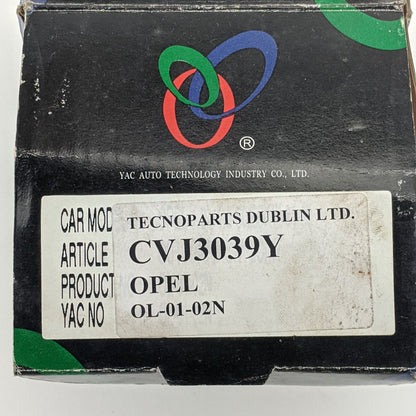 ®
YAC AUTO TECHNOLOGY INDUSTRY CO., LTD.
CAR MOD TECNOPARTS DUBLIN LTD.
ARTICLE CVJ3039Y
PRODUCT OPEL
YAC NO OL-01-02N